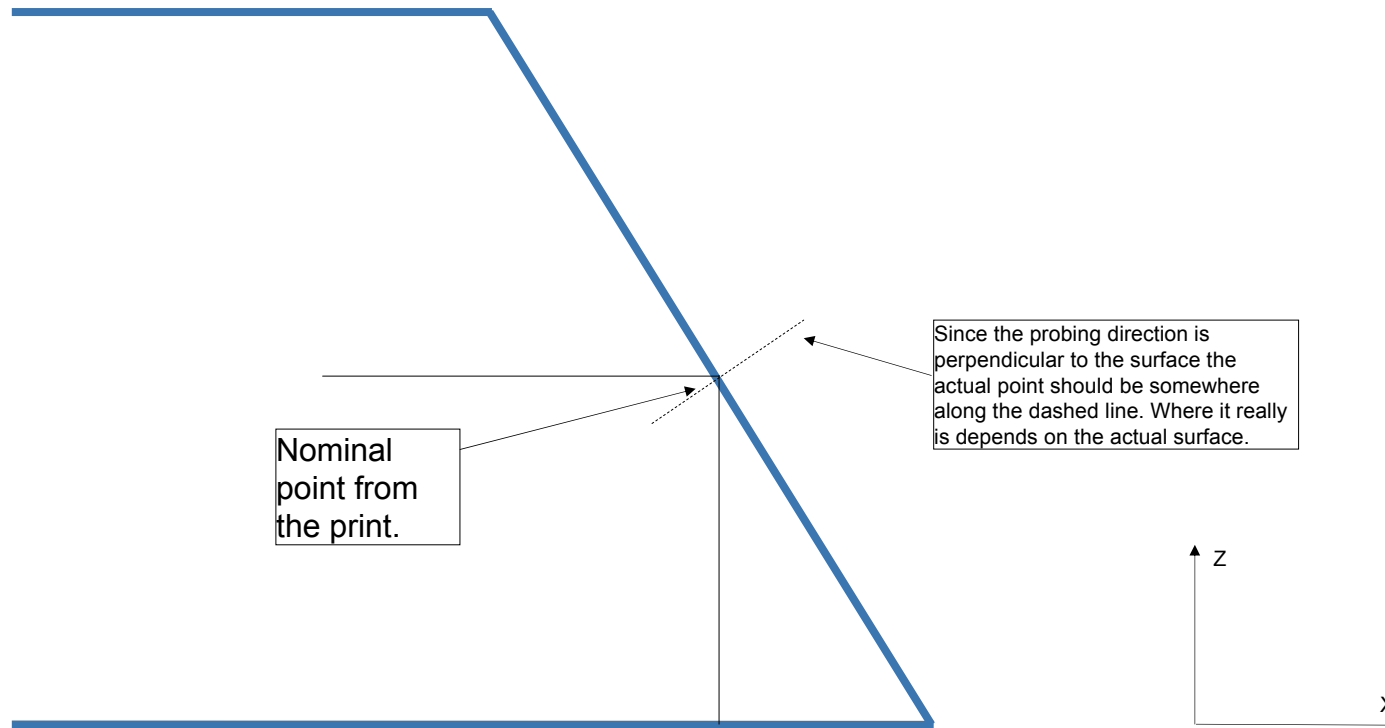 Since the probing direction is
perpendicular to the surface the
actual point should be somewhere
along the dashed line. Where it really
is depends on the actual surface.
Nominal
point from
the print.
Z
X